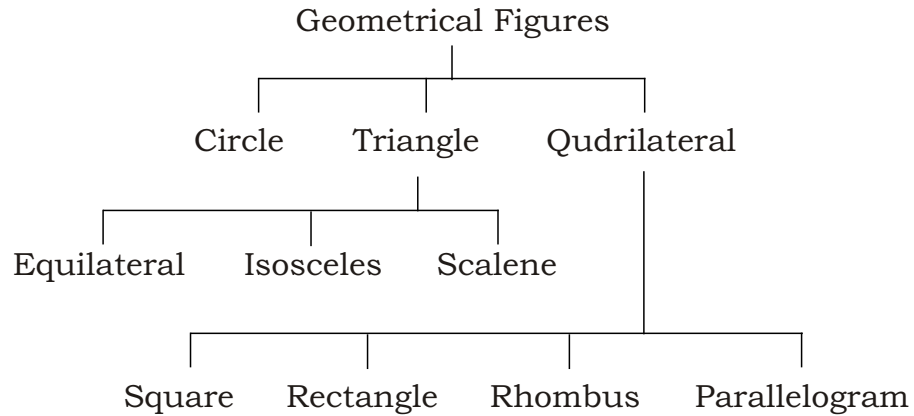 Geometrical Figures
Circle Triangle Qudrilateral
Equilateral Isosceles Scalene
Square Rectangle Rhombus Parallelogram